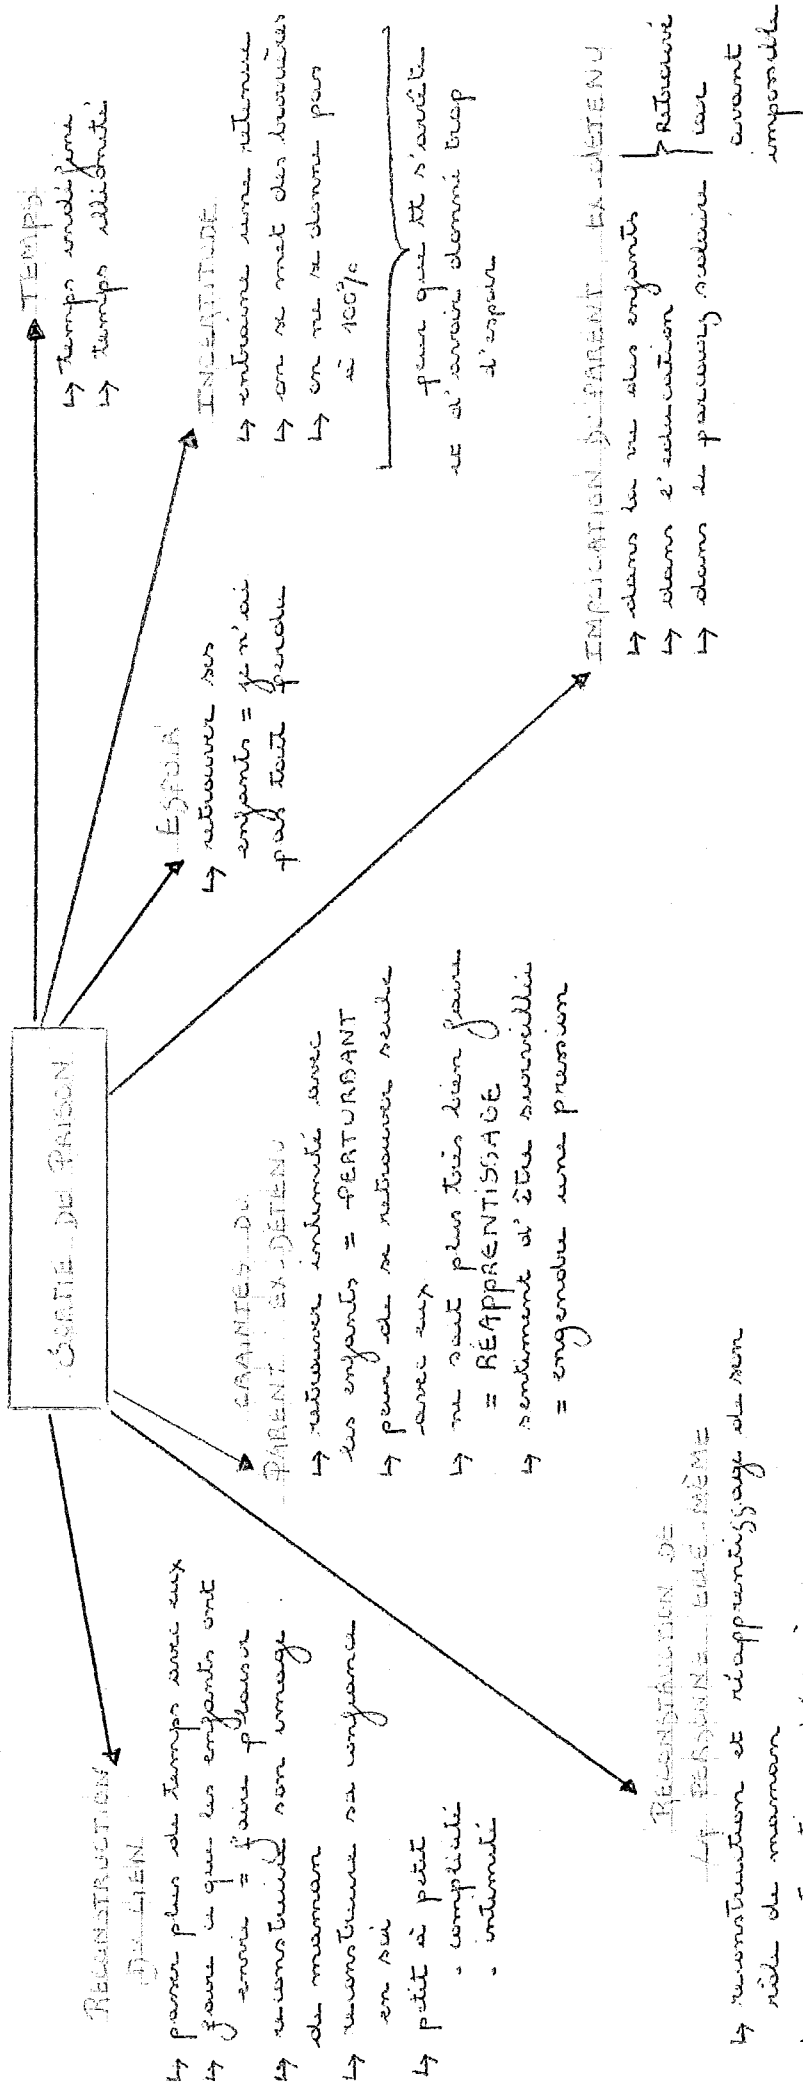 SORTIE DE PRISON
RECONSTRUCTION
DU LIEN
↳ passer plus de temps avec eux
↳ faire ce que les enfants ont
envie = faire plaisir
↳ reconstruire son image
de maman
↳ reconstruire sa confiance
en soi
↳ petit à petit
- complicité
- intimité
RECONSTRUCTION DE
LA PERSONNE ELLE-MÊME
↳ reconstruction et réapprentissage de son
rôle de maman
CRAINTES DU
PARENT EX-DÉTENU
↳ retrouver intimité avec
les enfants = PERTURBANT
↳ peur de se retrouver seule
avec eux
↳ ne sait plus très bien faire
= RÉAPPRENTISSAGE
↳ sentiment d'être surveillée
= engendre une pression
ESPOIR
↳ retrouver ses
enfants = je n'ai
pas tout perdu
TEMPS
↳ temps indéfini
↳ temps illimité
INCERTITUDE
↳ entraine une retenue
↳ on se met des barrières
↳ on ne se donne pas
à 100%
peur que tt s'arrête
et d'avoir donné trop
d'espoir
IMPLICATION DU PARENT EX-DÉTENU
↳ dans la vie des enfants
↳ dans l'éducation
↳ dans le parcours scolaire
Retrouvé
car
avant
impossible